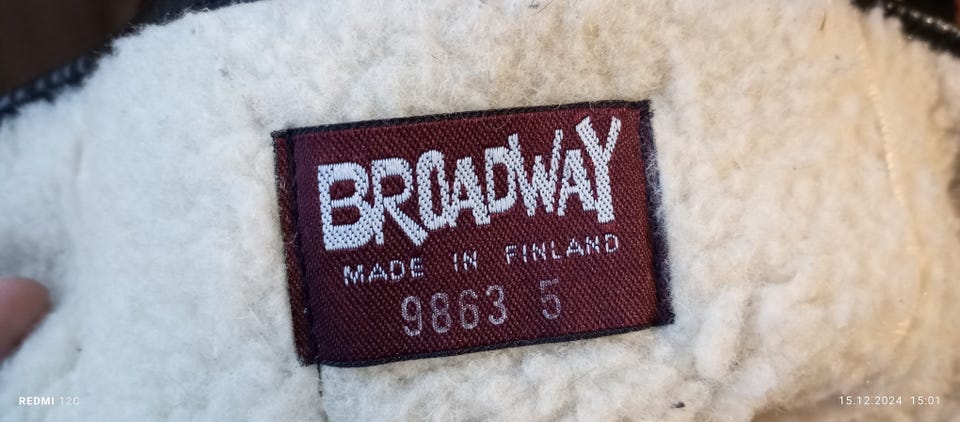 BROADWAY
MADE IN FINLAND
9863 5
REDMI 12C
15.12.2024 15:01